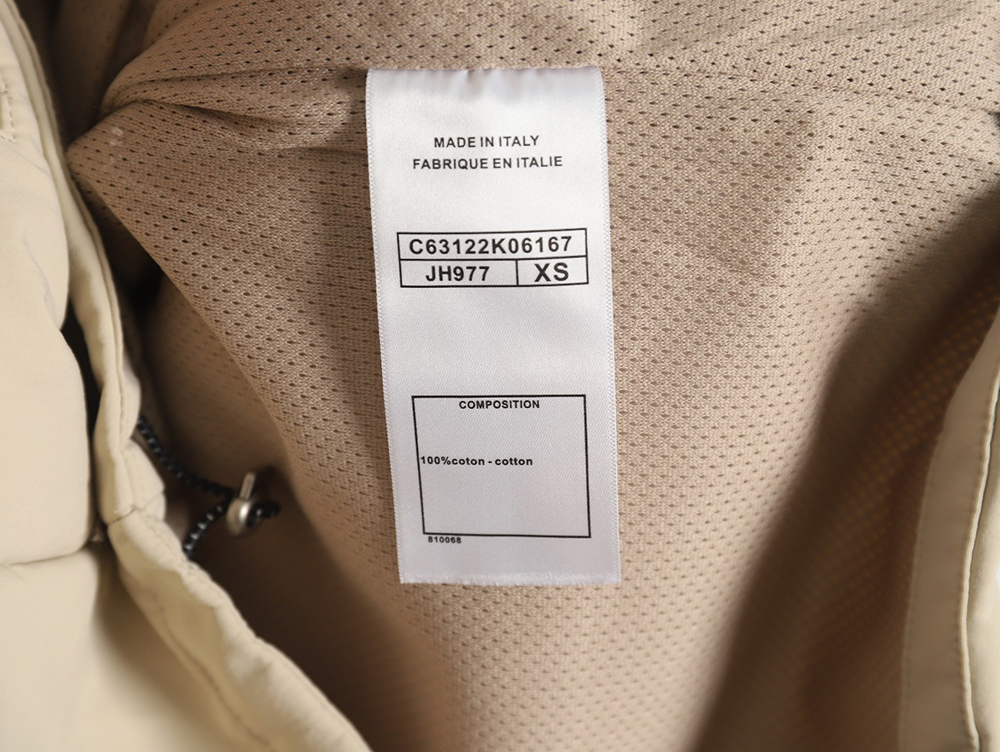 MADE IN ITALY
FABRIQUE EN ITALIE
C63122K06167
JH977 XS
COMPOSITION
100%coton - cotton
810068